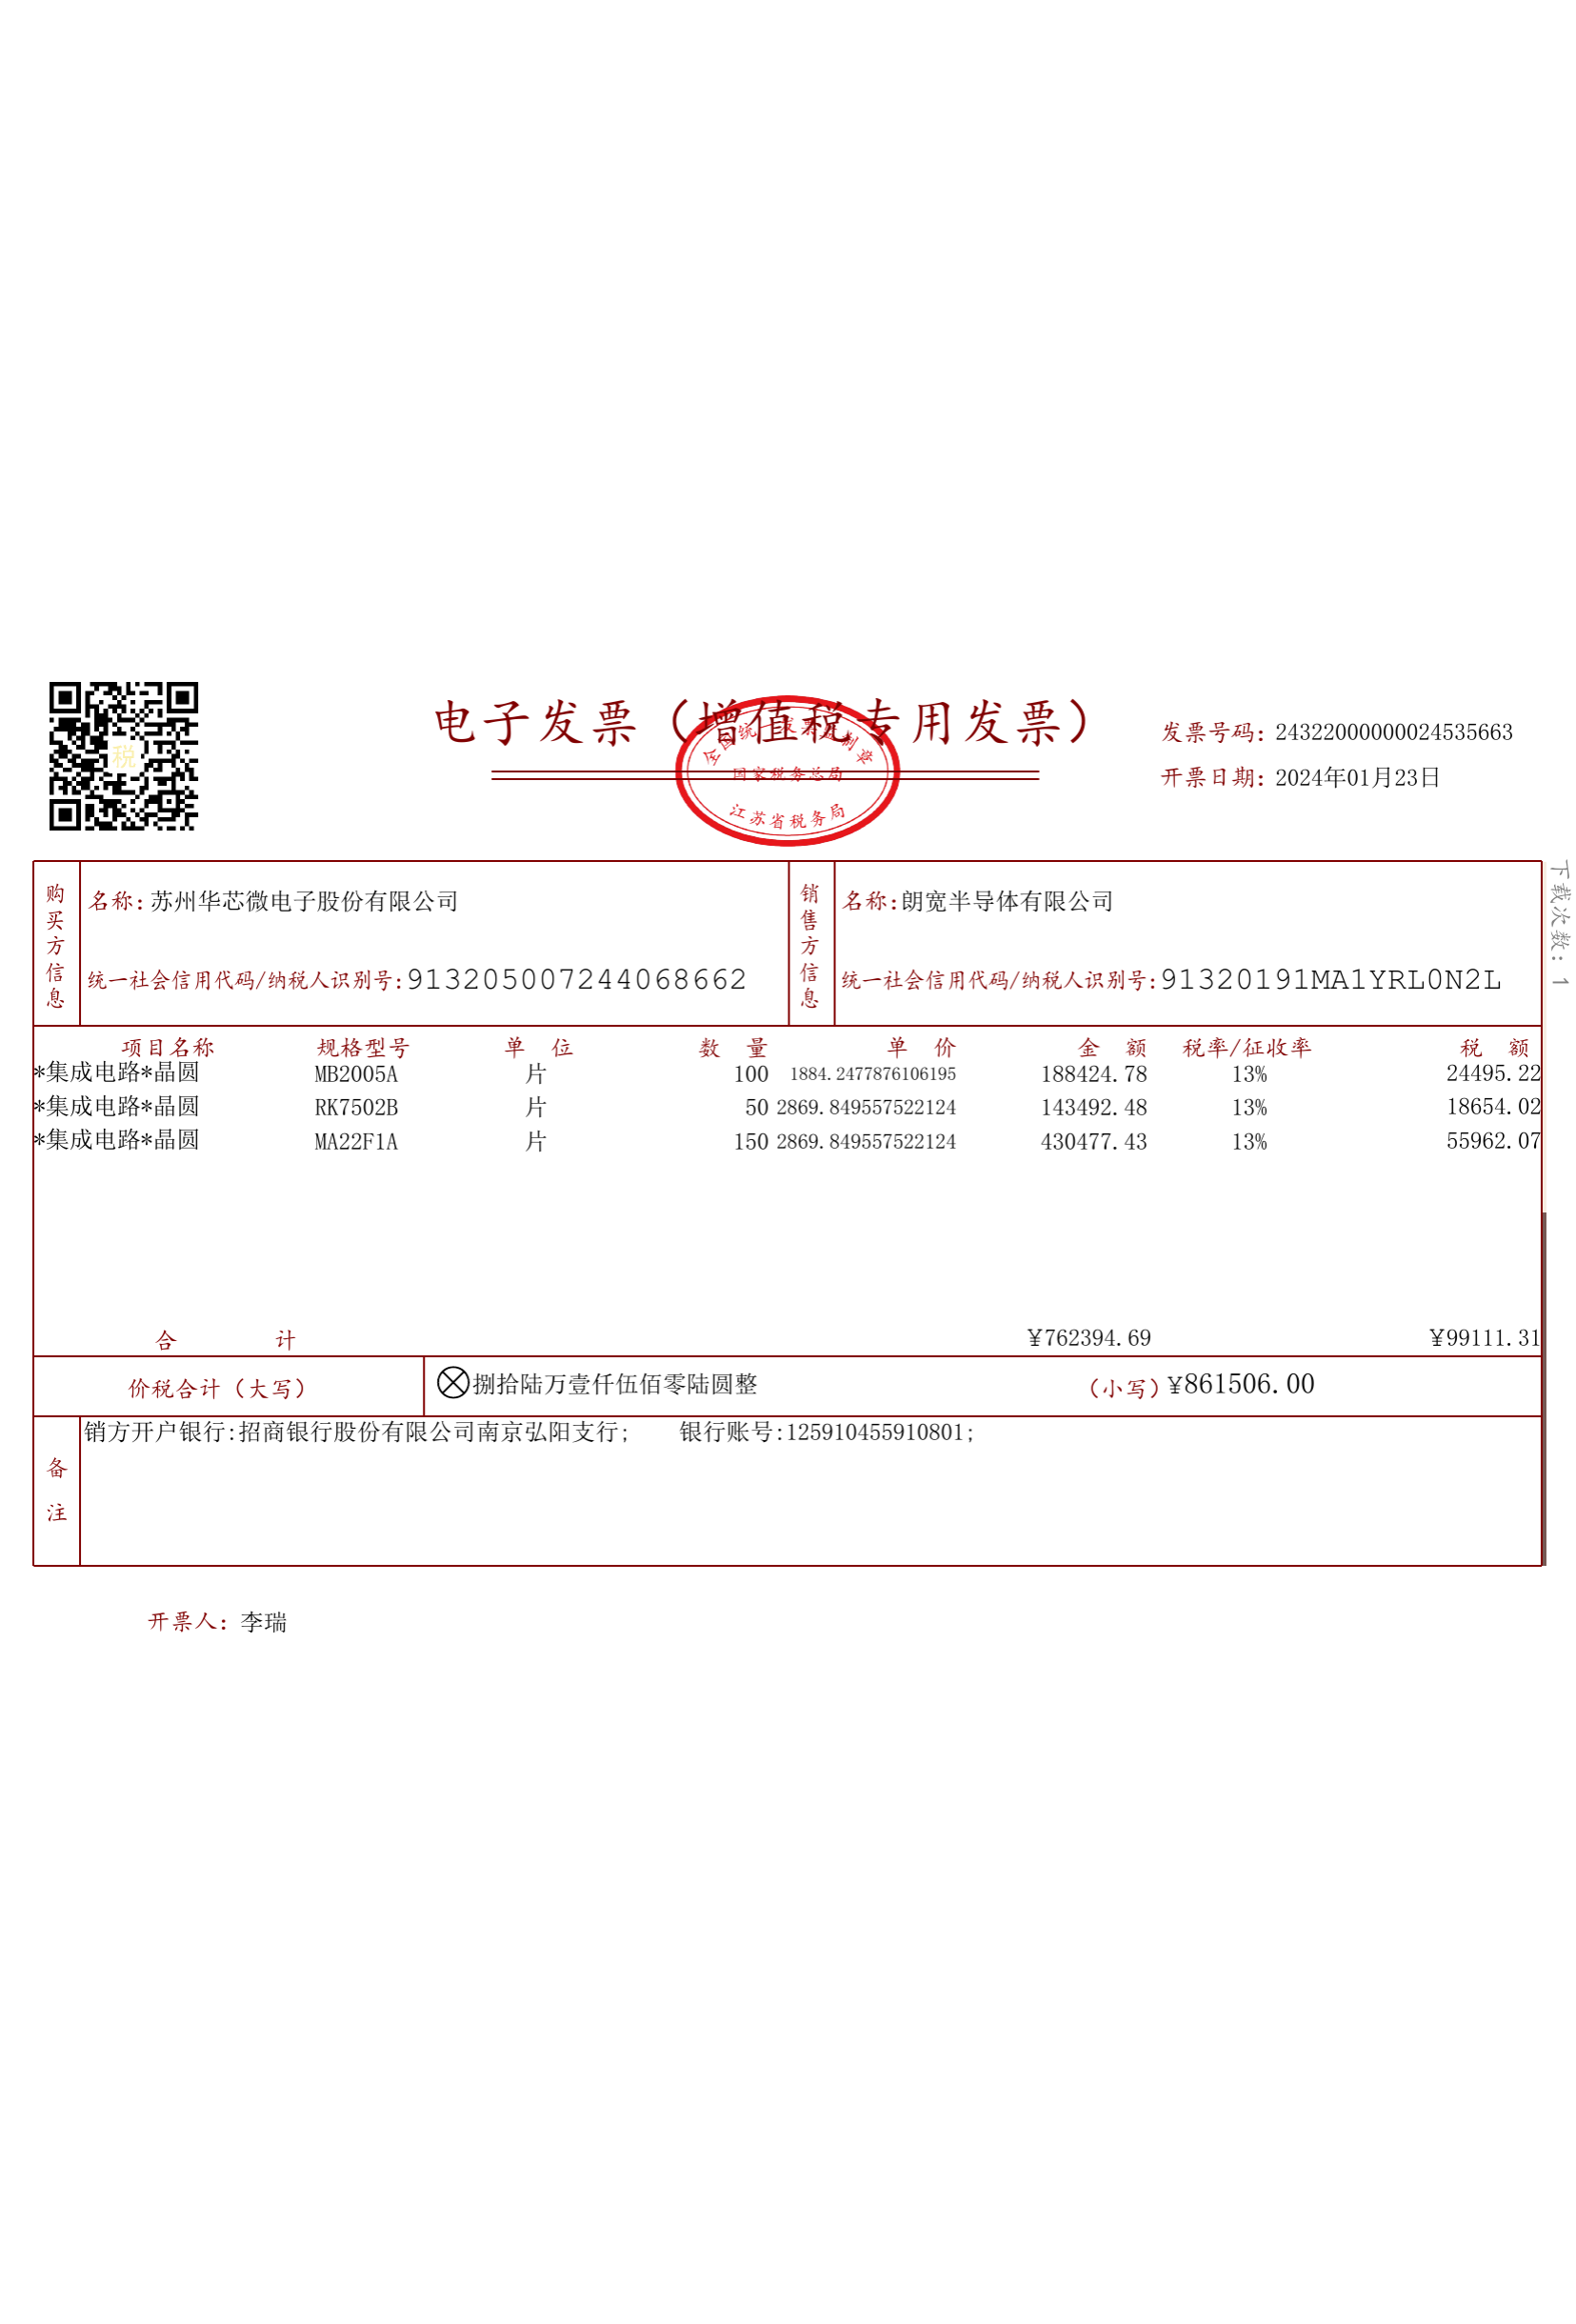 电子发票（增值税专用发票）
全国统一发票监制章
国家税务总局
江苏省税务局
税
发票号码：24322000000024535663
开票日期：2024年01月23日
下载次数：1
购买方信息
名称：苏州华芯微电子股份有限公司
统一社会信用代码/纳税人识别号：913205007244068662
销售方信息
名称：朗宽半导体有限公司
统一社会信用代码/纳税人识别号：91320191MA1YRL0N2L
项目名称 规格型号 单 位 数 量 单 价 金 额 税率/征收率 税 额
*集成电路*晶圆 MB2005A 片 100 1884.2477876106195 188424.78 13% 24495.22
*集成电路*晶圆 RK7502B 片 50 2869.849557522124 143492.48 13% 18654.02
*集成电路*晶圆 MA22F1A 片 150 2869.849557522124 430477.43 13% 55962.07
合 计 ¥762394.69 ¥99111.31
价税合计（大写） 捌拾陆万壹仟伍佰零陆圆整 （小写）¥861506.00
备注
销方开户银行:招商银行股份有限公司南京弘阳支行; 银行账号:125910455910801;
开票人：李瑞